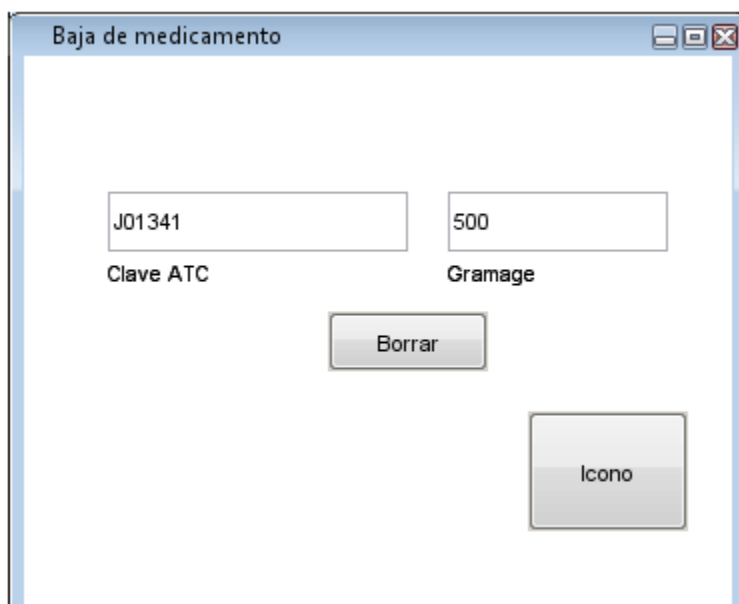 Baja de medicamento
J01341
500
Clave ATC
Gramage
Borrar
Icono